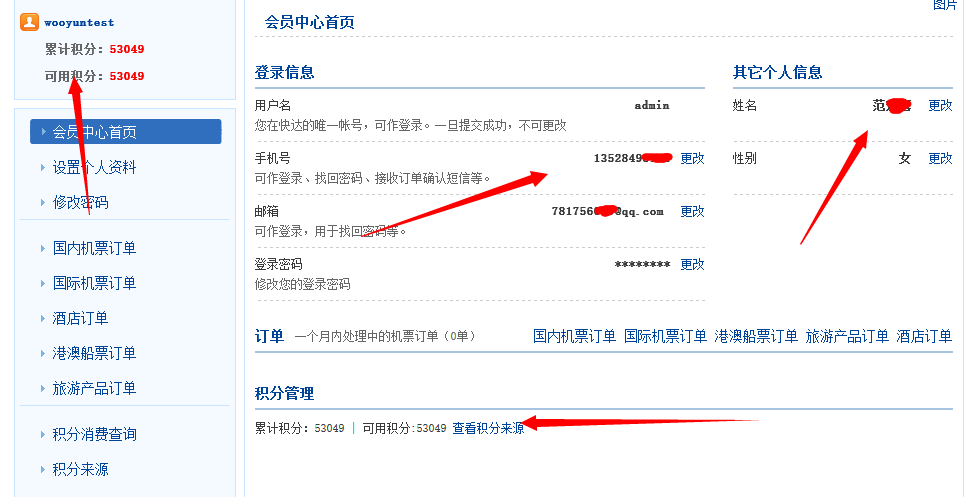 图片
wooyuntest
累计积分：53049
可用积分：53049
会员中心首页
设置个人资料
修改密码
国内机票订单
国际机票订单
酒店订单
港澳船票订单
旅游产品订单
积分消费查询
积分来源
会员中心首页
登录信息
用户名 admin
您在快达的唯一帐号，可作登录。一旦提交成功，不可更改
手机号 1352849 更改
可作登录、找回密码、接收订单确认短信等。
邮箱 781756 qq.com 更改
可作登录，用于找回密码等。
登录密码 ******** 更改
修改您的登录密码
其它个人信息
姓名 范 更改
性别 女 更改
订单 一个月内处理中的机票订单（0单） 国内机票订单 国际机票订单 港澳船票订单 旅游产品订单 酒店订单
积分管理
累计积分：53049 | 可用积分:53049 查看积分来源